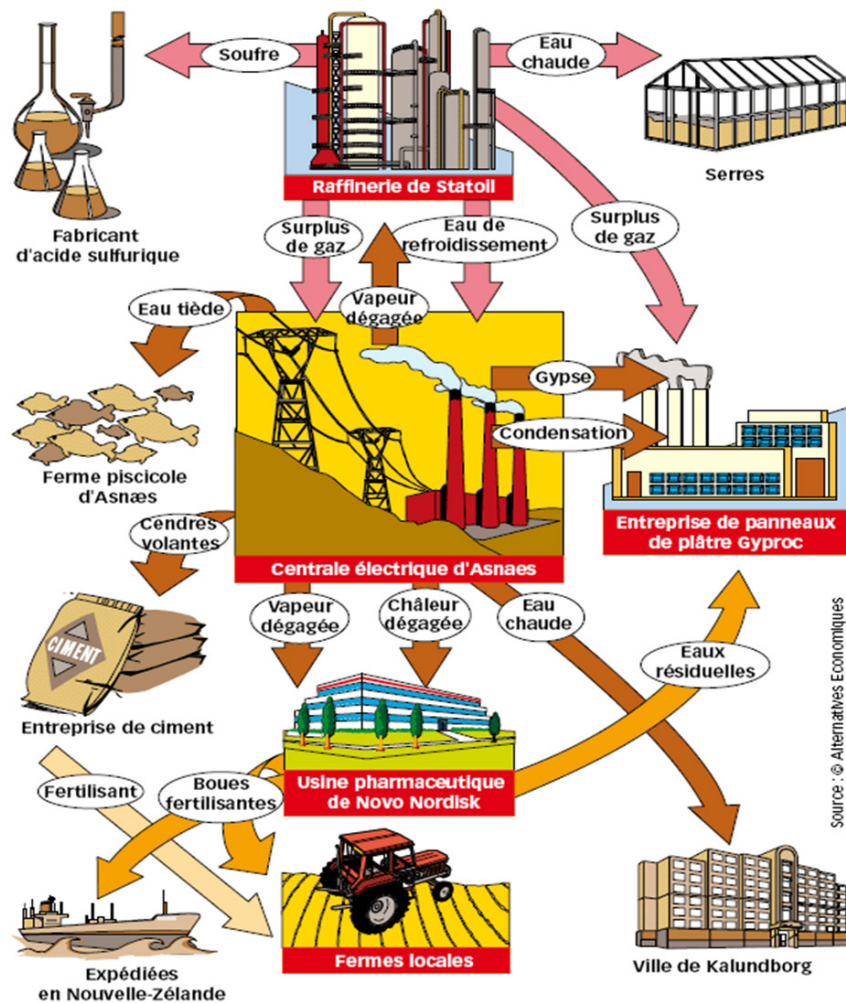 Soufre
Eau
chaude
Raffinerie de Statoil
Serres
Fabricant
d'acide sulfurique
Surplus
de gaz
Eau de
refroidissement
Surplus
de gaz
Eau tiède
Vapeur
dégagée
Gypse
Condensation
Ferme piscicole
d'Asnæs
Cendres
volantes
Entreprise de panneaux
de plâtre Gyproc
Centrale électrique d'Asnaes
Vapeur
dégagée
Châleur
dégagée
Eau
chaude
Eaux
résiduelles
CIMENT
Entreprise de ciment
Usine pharmaceutique
de Novo Nordisk
Fertilisant
Boues
fertilisantes
Expédiées
en Nouvelle-Zélande
Fermes locales
Ville de Kalundborg
Source : © Alternatives Economiques